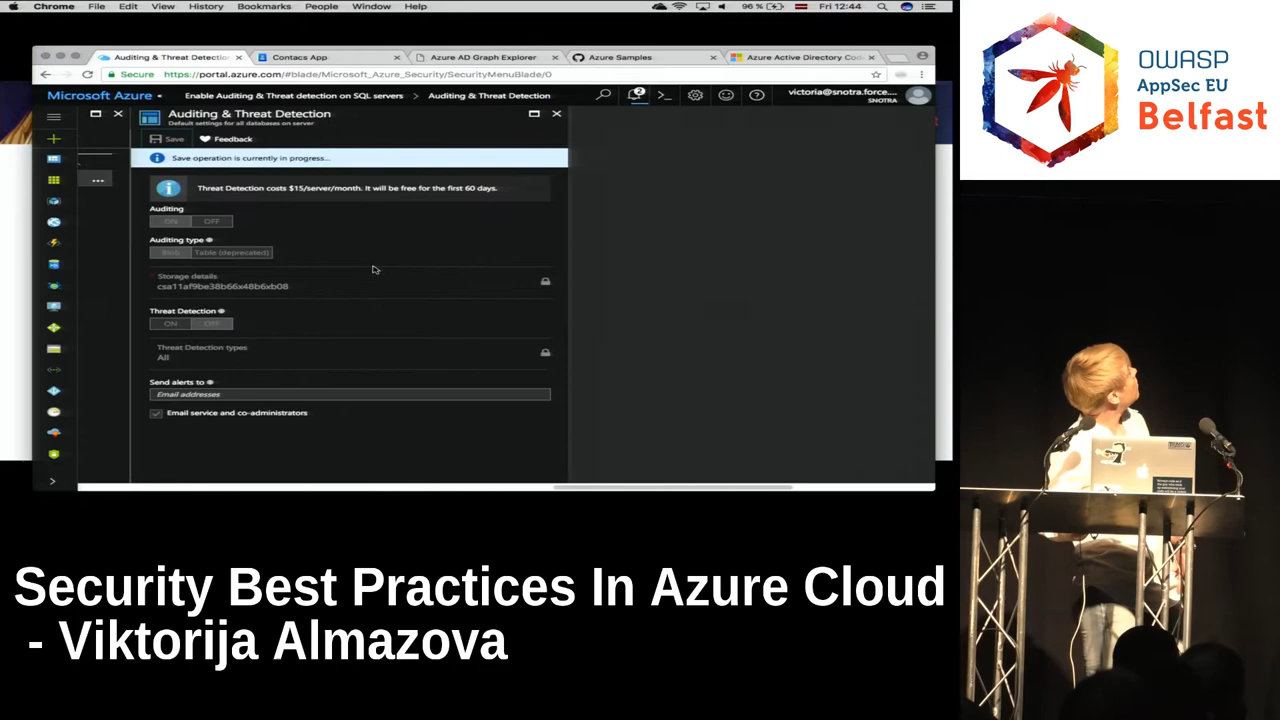 Chrome File Edit View History Bookmarks People Window Help 96 % Fri 12:44
Auditing & Threat Detectio × Contacs App × Azure AD Graph Explorer × Azure Samples × Azure Active Directory Cod ×
Secure https://portal.azure.com/#blade/Microsoft_Azure_Security/SecurityMenuBlade/0
Microsoft Azure Enable Auditing & Threat detection on SQL servers > Auditing & Threat Detection 2 victoria@snotra.force....
SNOTRA
Auditing & Threat Detection
Default settings for all databases on server
Save Feedback
Save operation is currently in progress...
Threat Detection costs $15/server/month. It will be free for the first 60 days.
Auditing
ON OFF
Auditing type
Blob Table (deprecated)
Storage details
csa11af9be38b66x48b6xb08
Threat Detection
ON OFF
Threat Detection types
All
Send alerts to
Email addresses
Email service and co-administrators
OWASP
AppSec EU
Belfast
Security Best Practices In Azure Cloud
- Viktorija Almazova